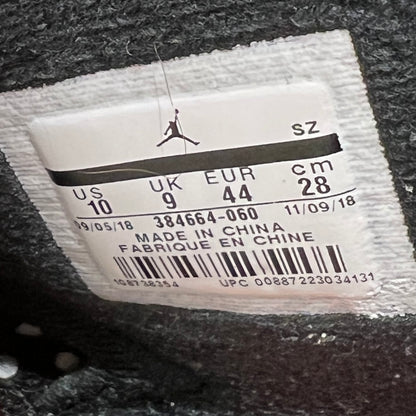 SZ
US UK EUR cm
10 9 44 28
09/05/18 384664-060 11/09/18
MADE IN CHINA
FABRIQUE EN CHINE
108738354 UPC 00887223034131